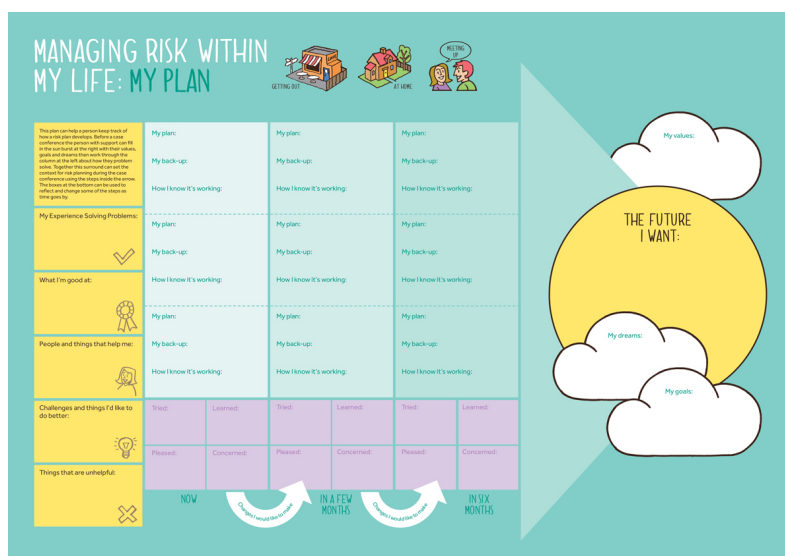 MANAGING RISK WITHIN
MY LIFE: MY PLAN
GETTING OUT
AT HOME
MEETING
UP
This plan can help a person keep track of
how a risk plan develops. Before a case
conference the person with support can fill
in the sun burst at the right with their values,
goals and dreams then work through the
column at the left about how they problem
solve. Together this surround can set the
context for risk planning during the case
conference using the steps inside the arrow.
The boxes at the bottom can be used to
reflect and change some of the steps as
time goes by.
My Experience Solving Problems:
What I'm good at:
People and things that help me:
Challenges and things I'd like to
do better:
Things that are unhelpful:
My plan:
My back-up:
How I know it's working:
My plan:
My back-up:
How I know it's working:
My plan:
My back-up:
How I know it's working:
My plan:
My back-up:
How I know it's working:
My plan:
My back-up:
How I know it's working:
My plan:
My back-up:
How I know it's working:
My plan:
My back-up:
How I know it's working:
My plan:
My back-up:
How I know it's working:
My plan:
My back-up:
How I know it's working:
Tried:
Learned:
Tried:
Learned:
Tried:
Learned:
Pleased:
Concerned:
Pleased:
Concerned:
Pleased:
Concerned:
NOW
Changes I would like to make
IN A FEW
MONTHS
Changes I would like to make
IN SIX
MONTHS
My values:
THE FUTURE
I WANT:
My dreams:
My goals: